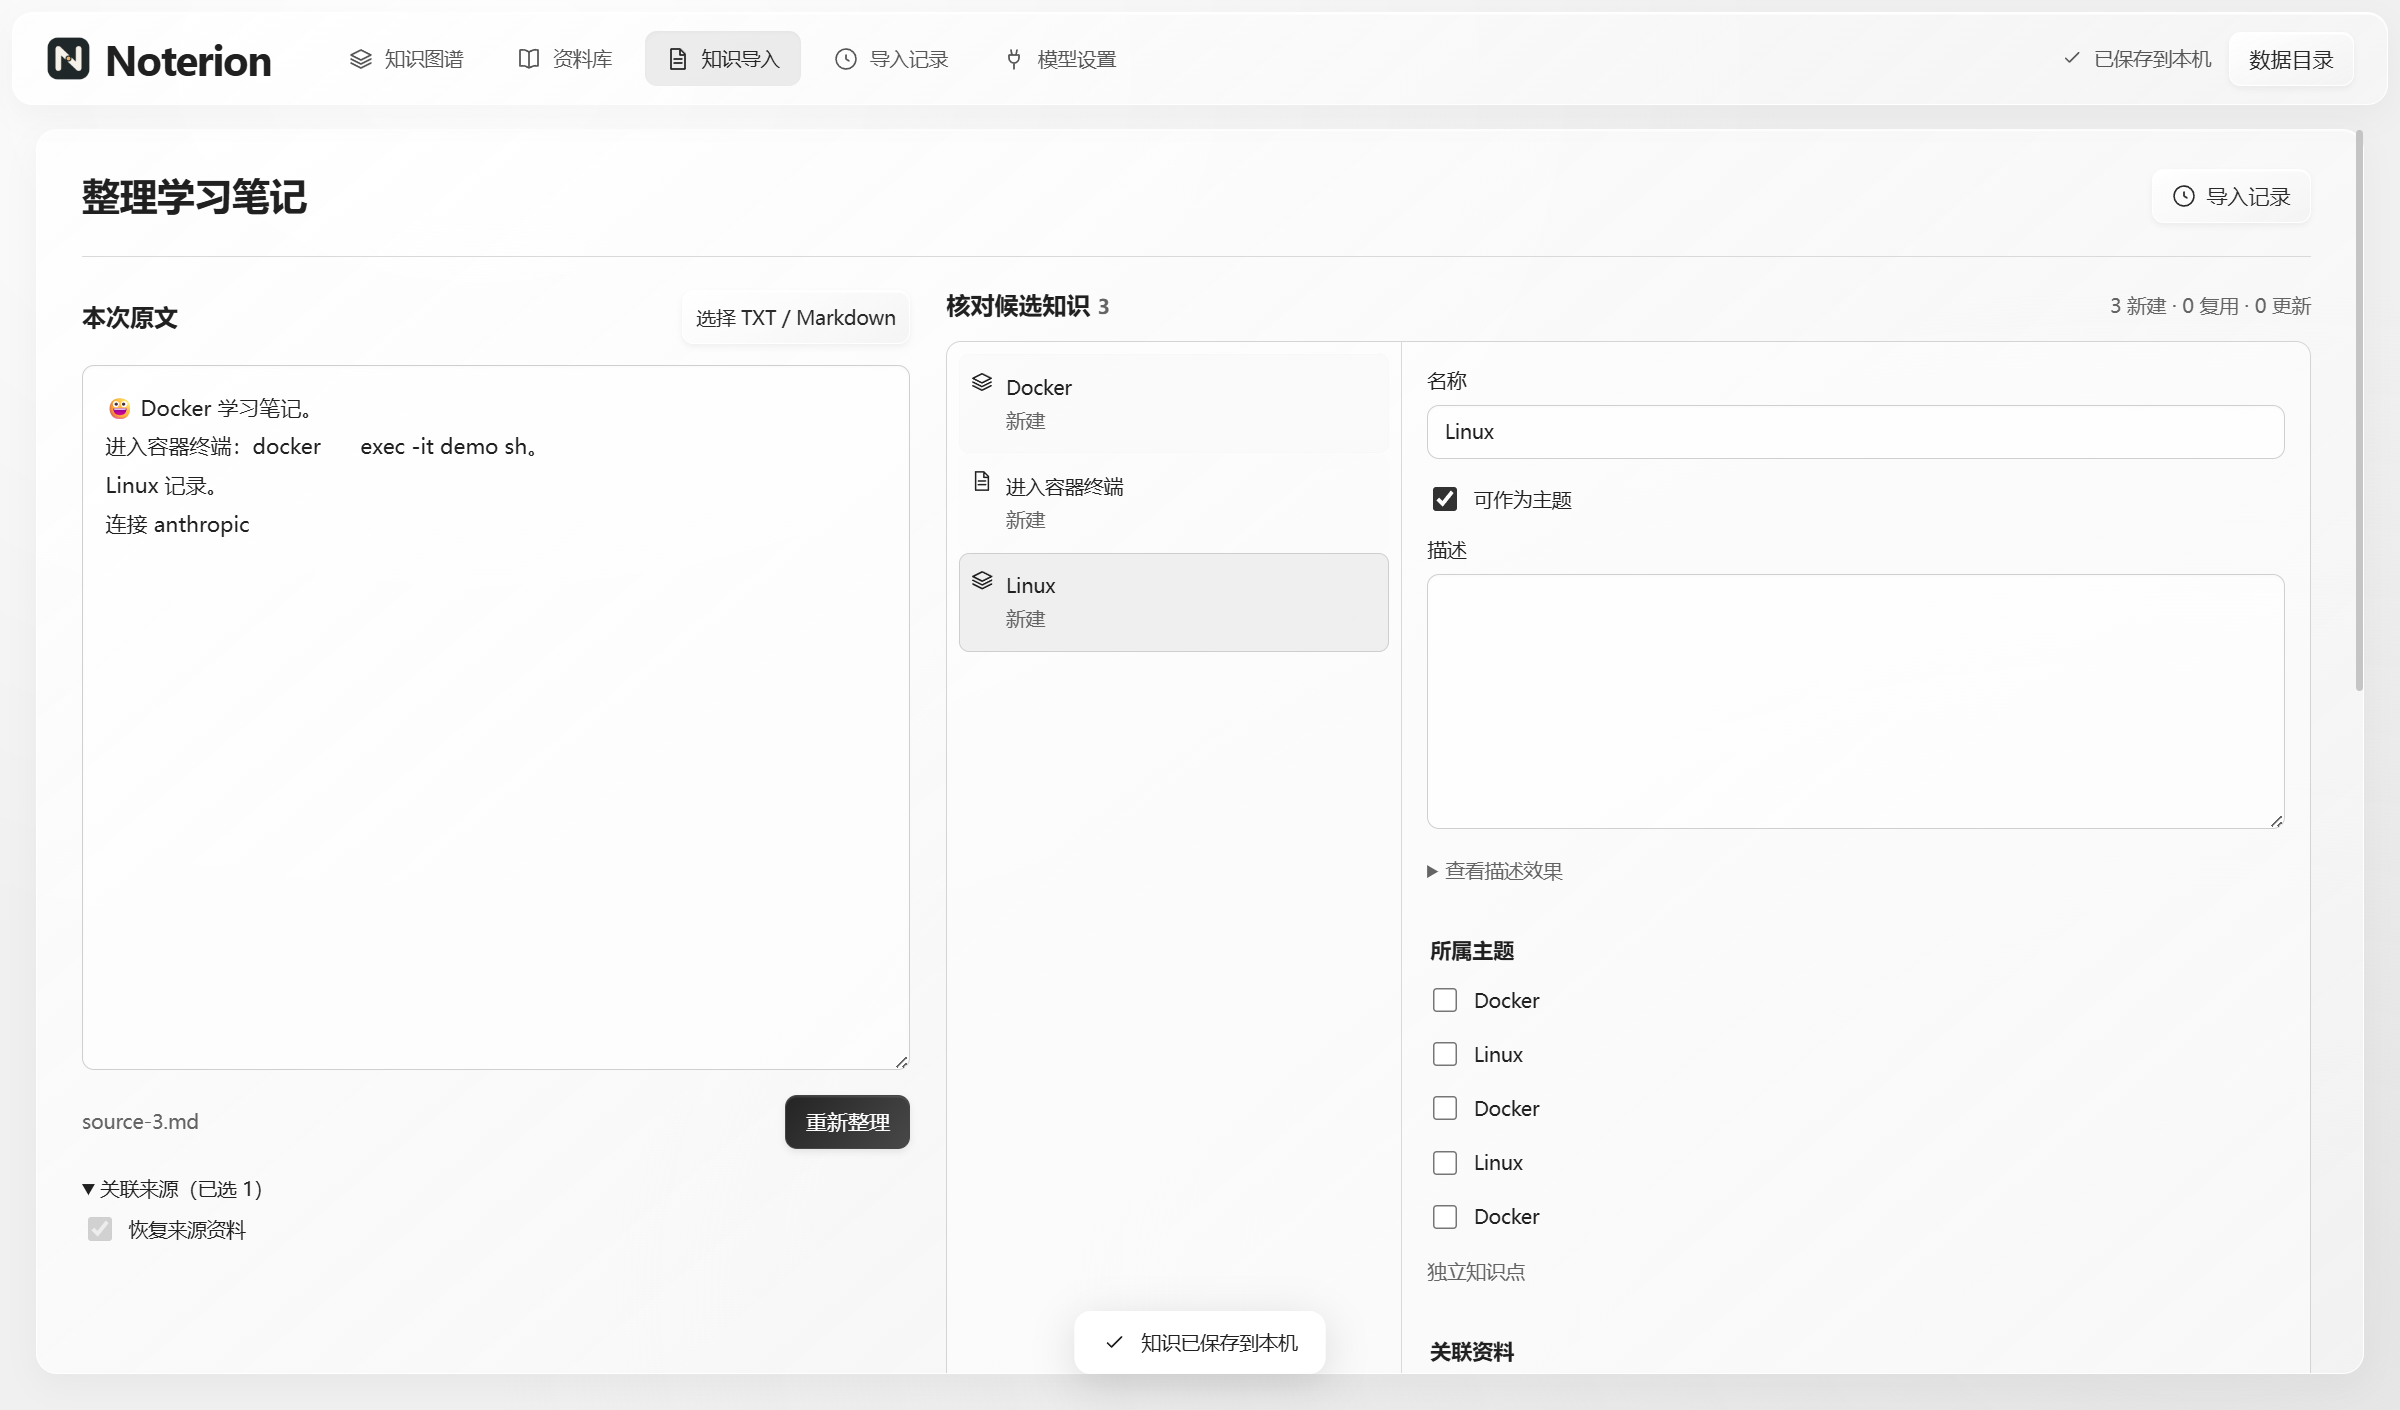 Noterion
知识图谱
资料库
知识导入
导入记录
模型设置
已保存到本机
数据目录
整理学习笔记
导入记录
本次原文
选择 TXT / Markdown
😀 Docker 学习笔记。
进入容器终端：docker      exec -it demo sh。
Linux 记录。
连接 anthropic
source-3.md
重新整理
关联来源（已选 1）
恢复来源资料
核对候选知识 3
3 新建 · 0 复用 · 0 更新
Docker
新建
进入容器终端
新建
Linux
新建
名称
Linux
可作为主题
描述
查看描述效果
所属主题
Docker
Linux
Docker
Linux
Docker
独立知识点
关联资料
知识已保存到本机